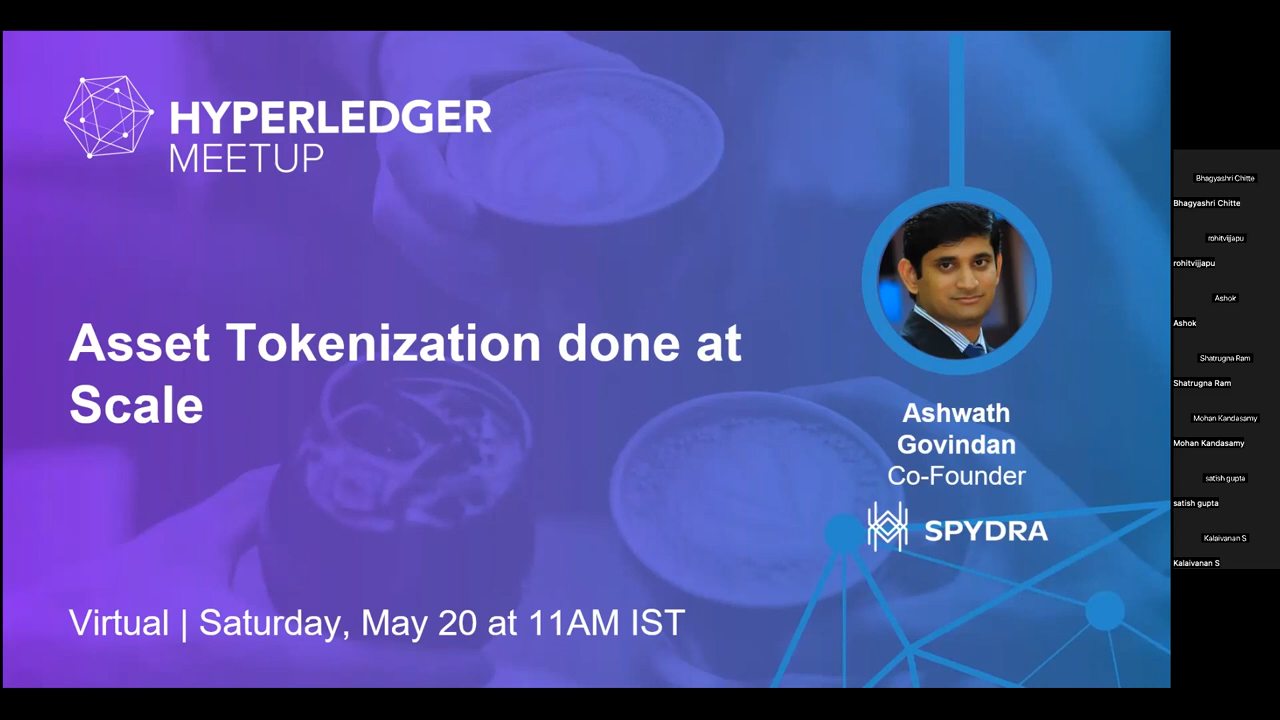 HYPERLEDGER
MEETUP
Asset Tokenization done at
Scale
Virtual | Saturday, May 20 at 11AM IST
Ashwath
Govindan
Co-Founder
SPYDRA
Bhagyashri Chitte
Bhagyashri Chitte
rohitvijjapu
rohitvijjapu
Ashok
Ashok
Shatrugna Ram
Shatrugna Ram
Mohan Kandasamy
Mohan Kandasamy
satish gupta
satish gupta
Kalaivanan S
Kalaivanan S